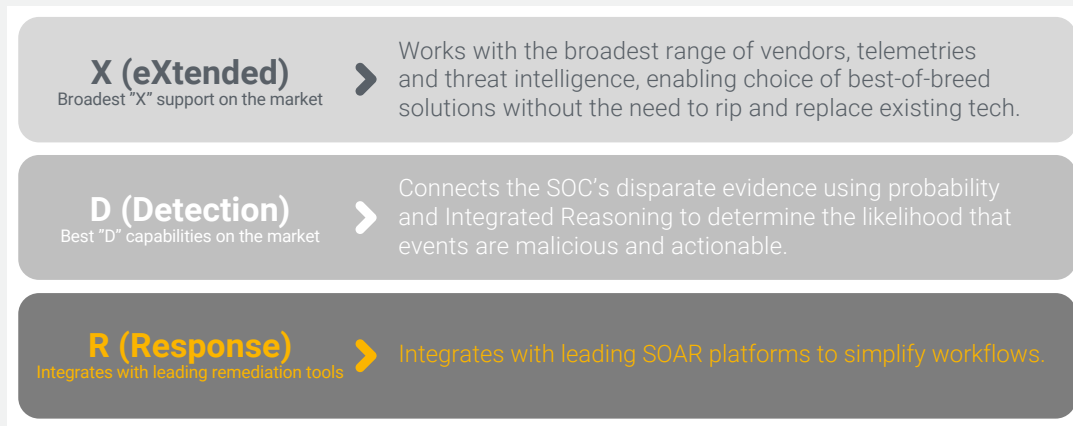 X (eXtended)
Broadest "X" support on the market
Works with the broadest range of vendors, telemetries
and threat intelligence, enabling choice of best-of-breed
solutions without the need to rip and replace existing tech.
D (Detection)
Best "D" capabilities on the market
Connects the SOC's disparate evidence using probability
and Integrated Reasoning to determine the likelihood that
events are malicious and actionable.
R (Response)
Integrates with leading remediation tools
Integrates with leading SOAR platforms to simplify workflows.